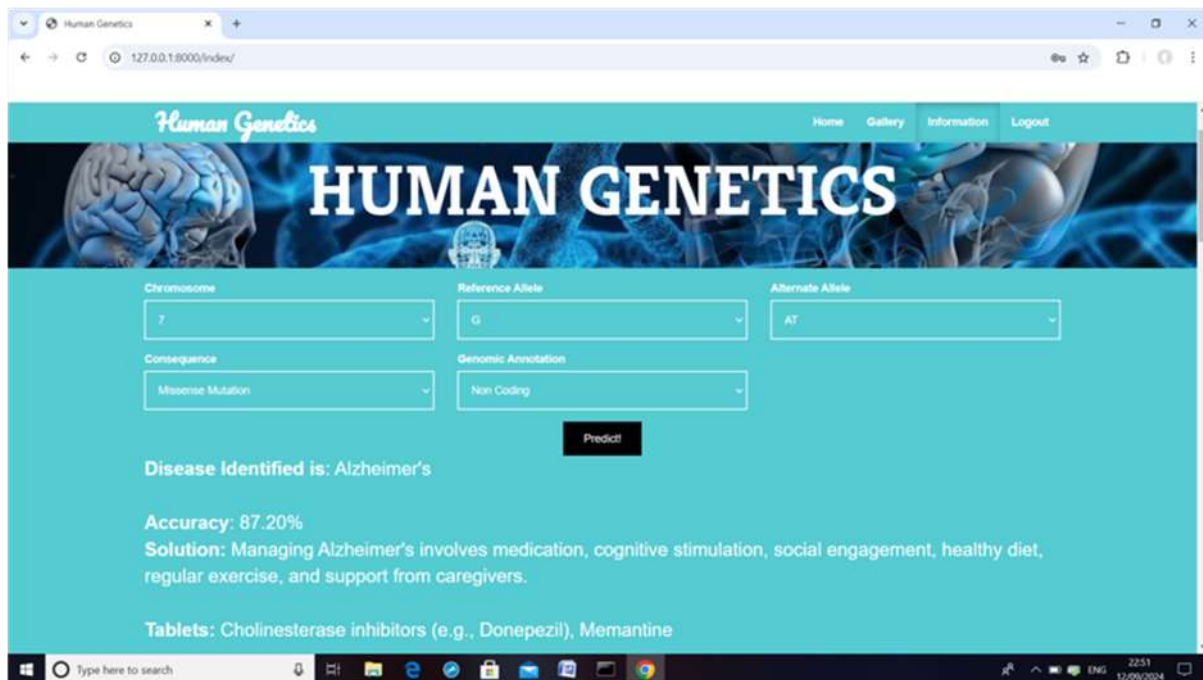 Human Genetics
127.0.0.1:8000/index/
Human Genetics
Home Gallery Information Logout
HUMAN GENETICS
Chromosome Reference Allele Alternate Allele
7 G AT
Consequence Genomic Annotation
Missense Mutation Non Coding
Predict!
Disease Identified is: Alzheimer's
Accuracy: 87.20%
Solution: Managing Alzheimer's involves medication, cognitive stimulation, social engagement, healthy diet,
regular exercise, and support from caregivers.
Tablets: Cholinesterase inhibitors (e.g., Donepezil), Memantine
Type here to search
ENG
22:51
12/09/2024